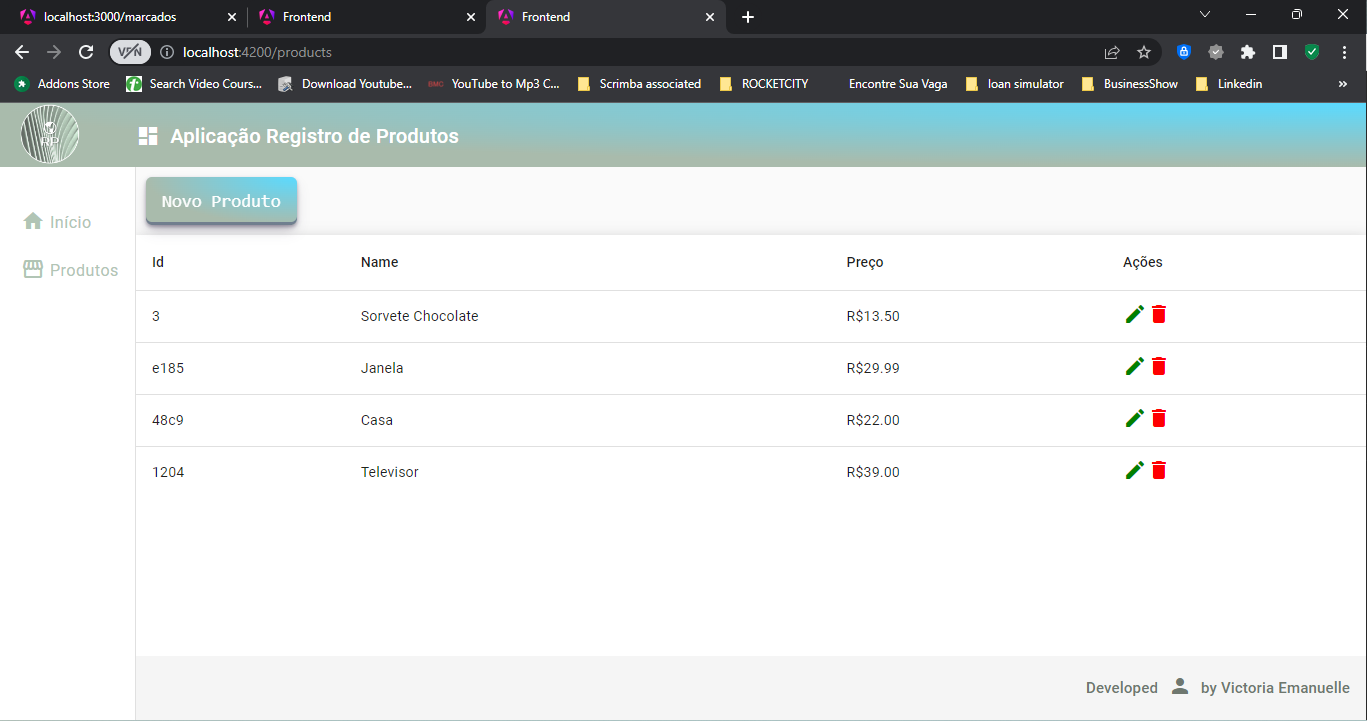 localhost:3000/marcados Frontend Frontend
VPN localhost:4200/products
Addons Store Search Video Cours... Download Youtube... BMC YouTube to Mp3 C... Scrimba associated ROCKETCITY Encontre Sua Vaga loan simulator BusinessShow Linkedin »
RP Aplicação Registro de Produtos
Novo Produto
Início
Produtos
Id Name Preço Ações
3 Sorvete Chocolate R$13.50
e185 Janela R$29.99
48c9 Casa R$22.00
1204 Televisor R$39.00
Developed by Victoria Emanuelle